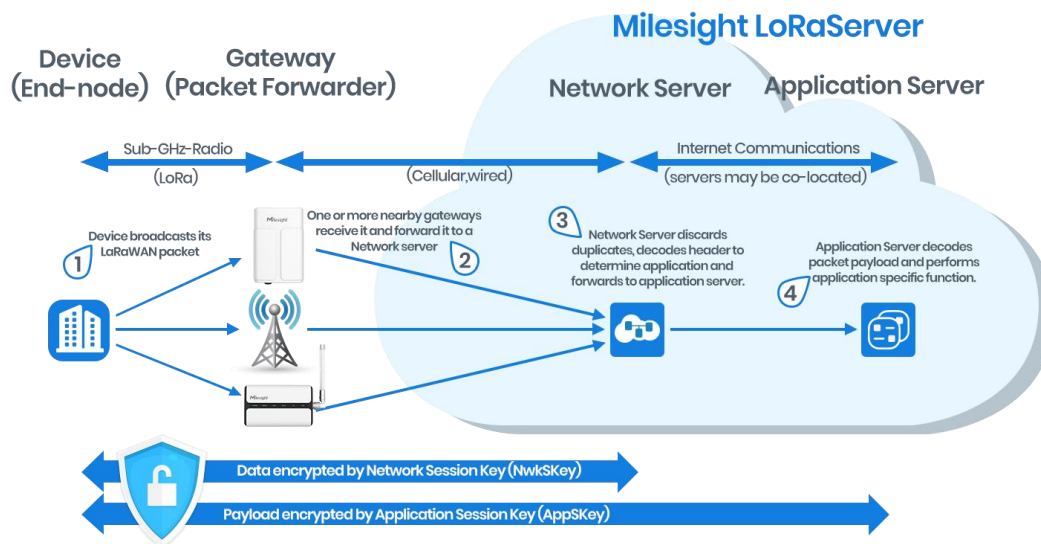 Milesight LoRaServer
Device
(End-node)
Gateway
(Packet Forwarder)
Network Server
Application Server
Sub-GHz-Radio
(LoRa)
(Cellular,wired)
Internet Communications
(servers may be co-located)
1
Device broadcasts its
LaRaWAN packet
Milesight
One or more nearby gateways
receive it and forward it to a
Network server
2
3
Network Server discards
duplicates, decodes header to
determine application and
forwards to application server.
4
Application Server decodes
packet payload and performs
application specific function.
Milesight
Data encrypted by Network Session Key (NwkSKey)
Payload encrypted by Application Session Key (AppSKey)